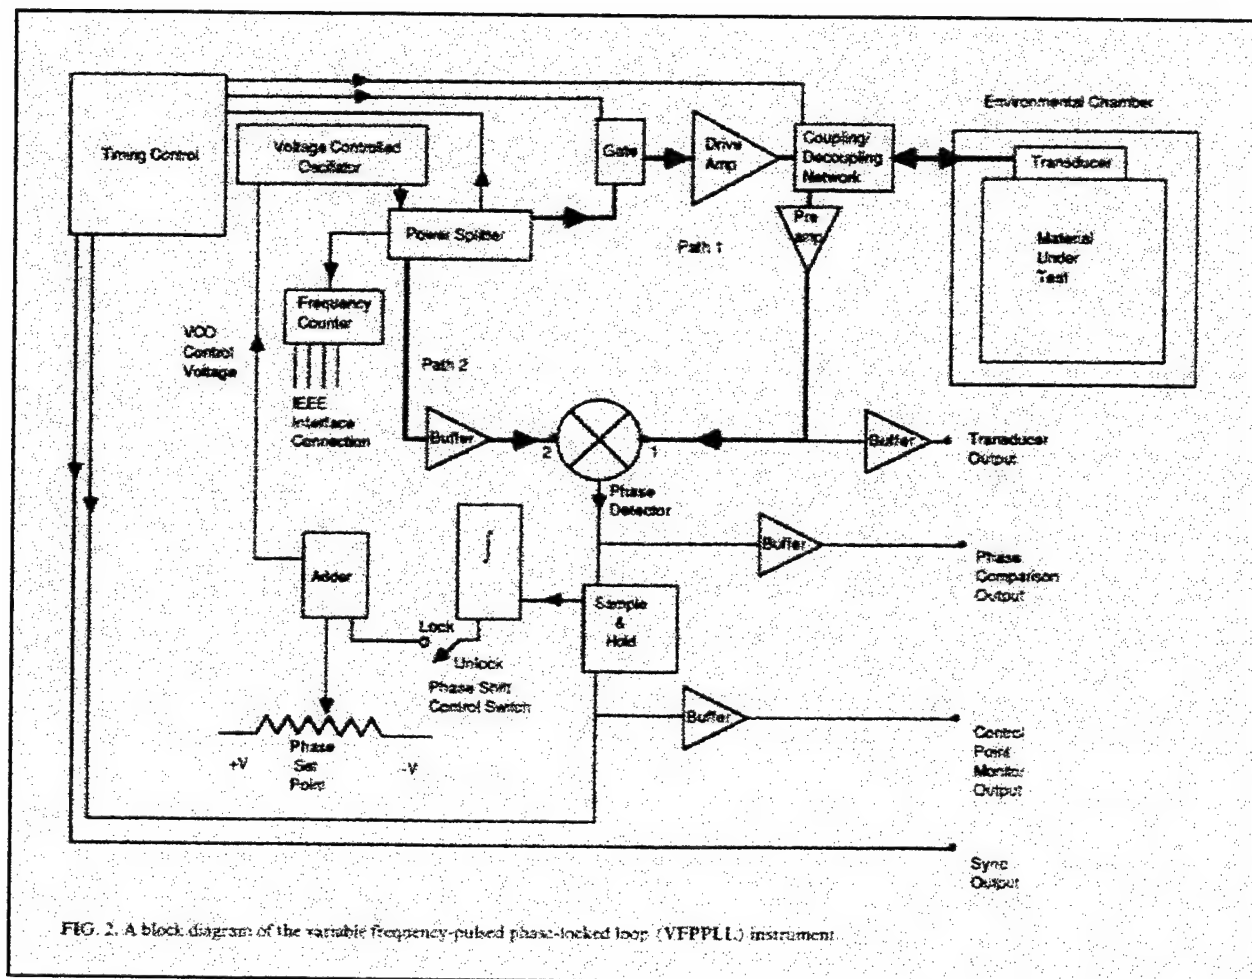 Timing Control
Voltage Controlled
Oscillator
Gate
Drive
Amp
Coupling/
Decoupling
Network
Environmental Chamber
Transducer
Material
Under
Test
Power Splitter
Path 1
Pre
amp
Frequency
Counter
VCO
Control
Voltage
Path 2
IEEE
Interface
Connection
Buffer
2
1
Buffer
Transducer
Output
Phase
Detector
∫
Buffer
Phase
Comparison
Output
Adder
Sample
&
Hold
Lock
Unlock
Phase Shift
Control Switch
Buffer
Control
Point
Monitor
Output
+V
Phase
Set
Point
-V
Sync
Output
FIG. 2. A block diagram of the variable frequency-pulsed phase-locked loop (VFPPLL) instrument.